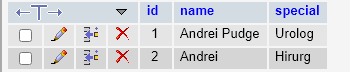 ←T→ id name special
1 Andrei Pudge Urolog
2 Andrei Hirurg